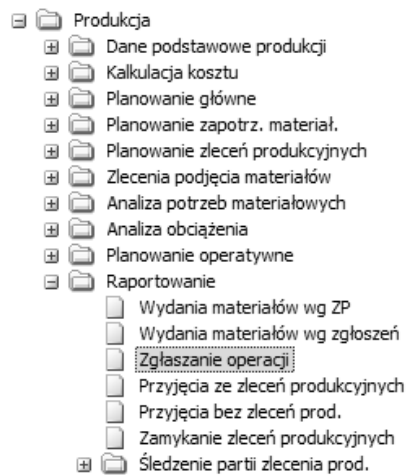 Produkcja
Dane podstawowe produkcji
Kalkulacja kosztu
Planowanie główne
Planowanie zapotrz. materiał.
Planowanie zleceń produkcyjnych
Zlecenia podjęcia materiałów
Analiza potrzeb materiałowych
Analiza obciążenia
Planowanie operatywne
Raportowanie
Wydania materiałów wg ZP
Wydania materiałów wg zgłoszeń
Zgłaszanie operacji
Przyjęcia ze zleceń produkcyjnych
Przyjęcia bez zleceń prod.
Zamykanie zleceń produkcyjnych
Śledzenie partii zlecenia prod.